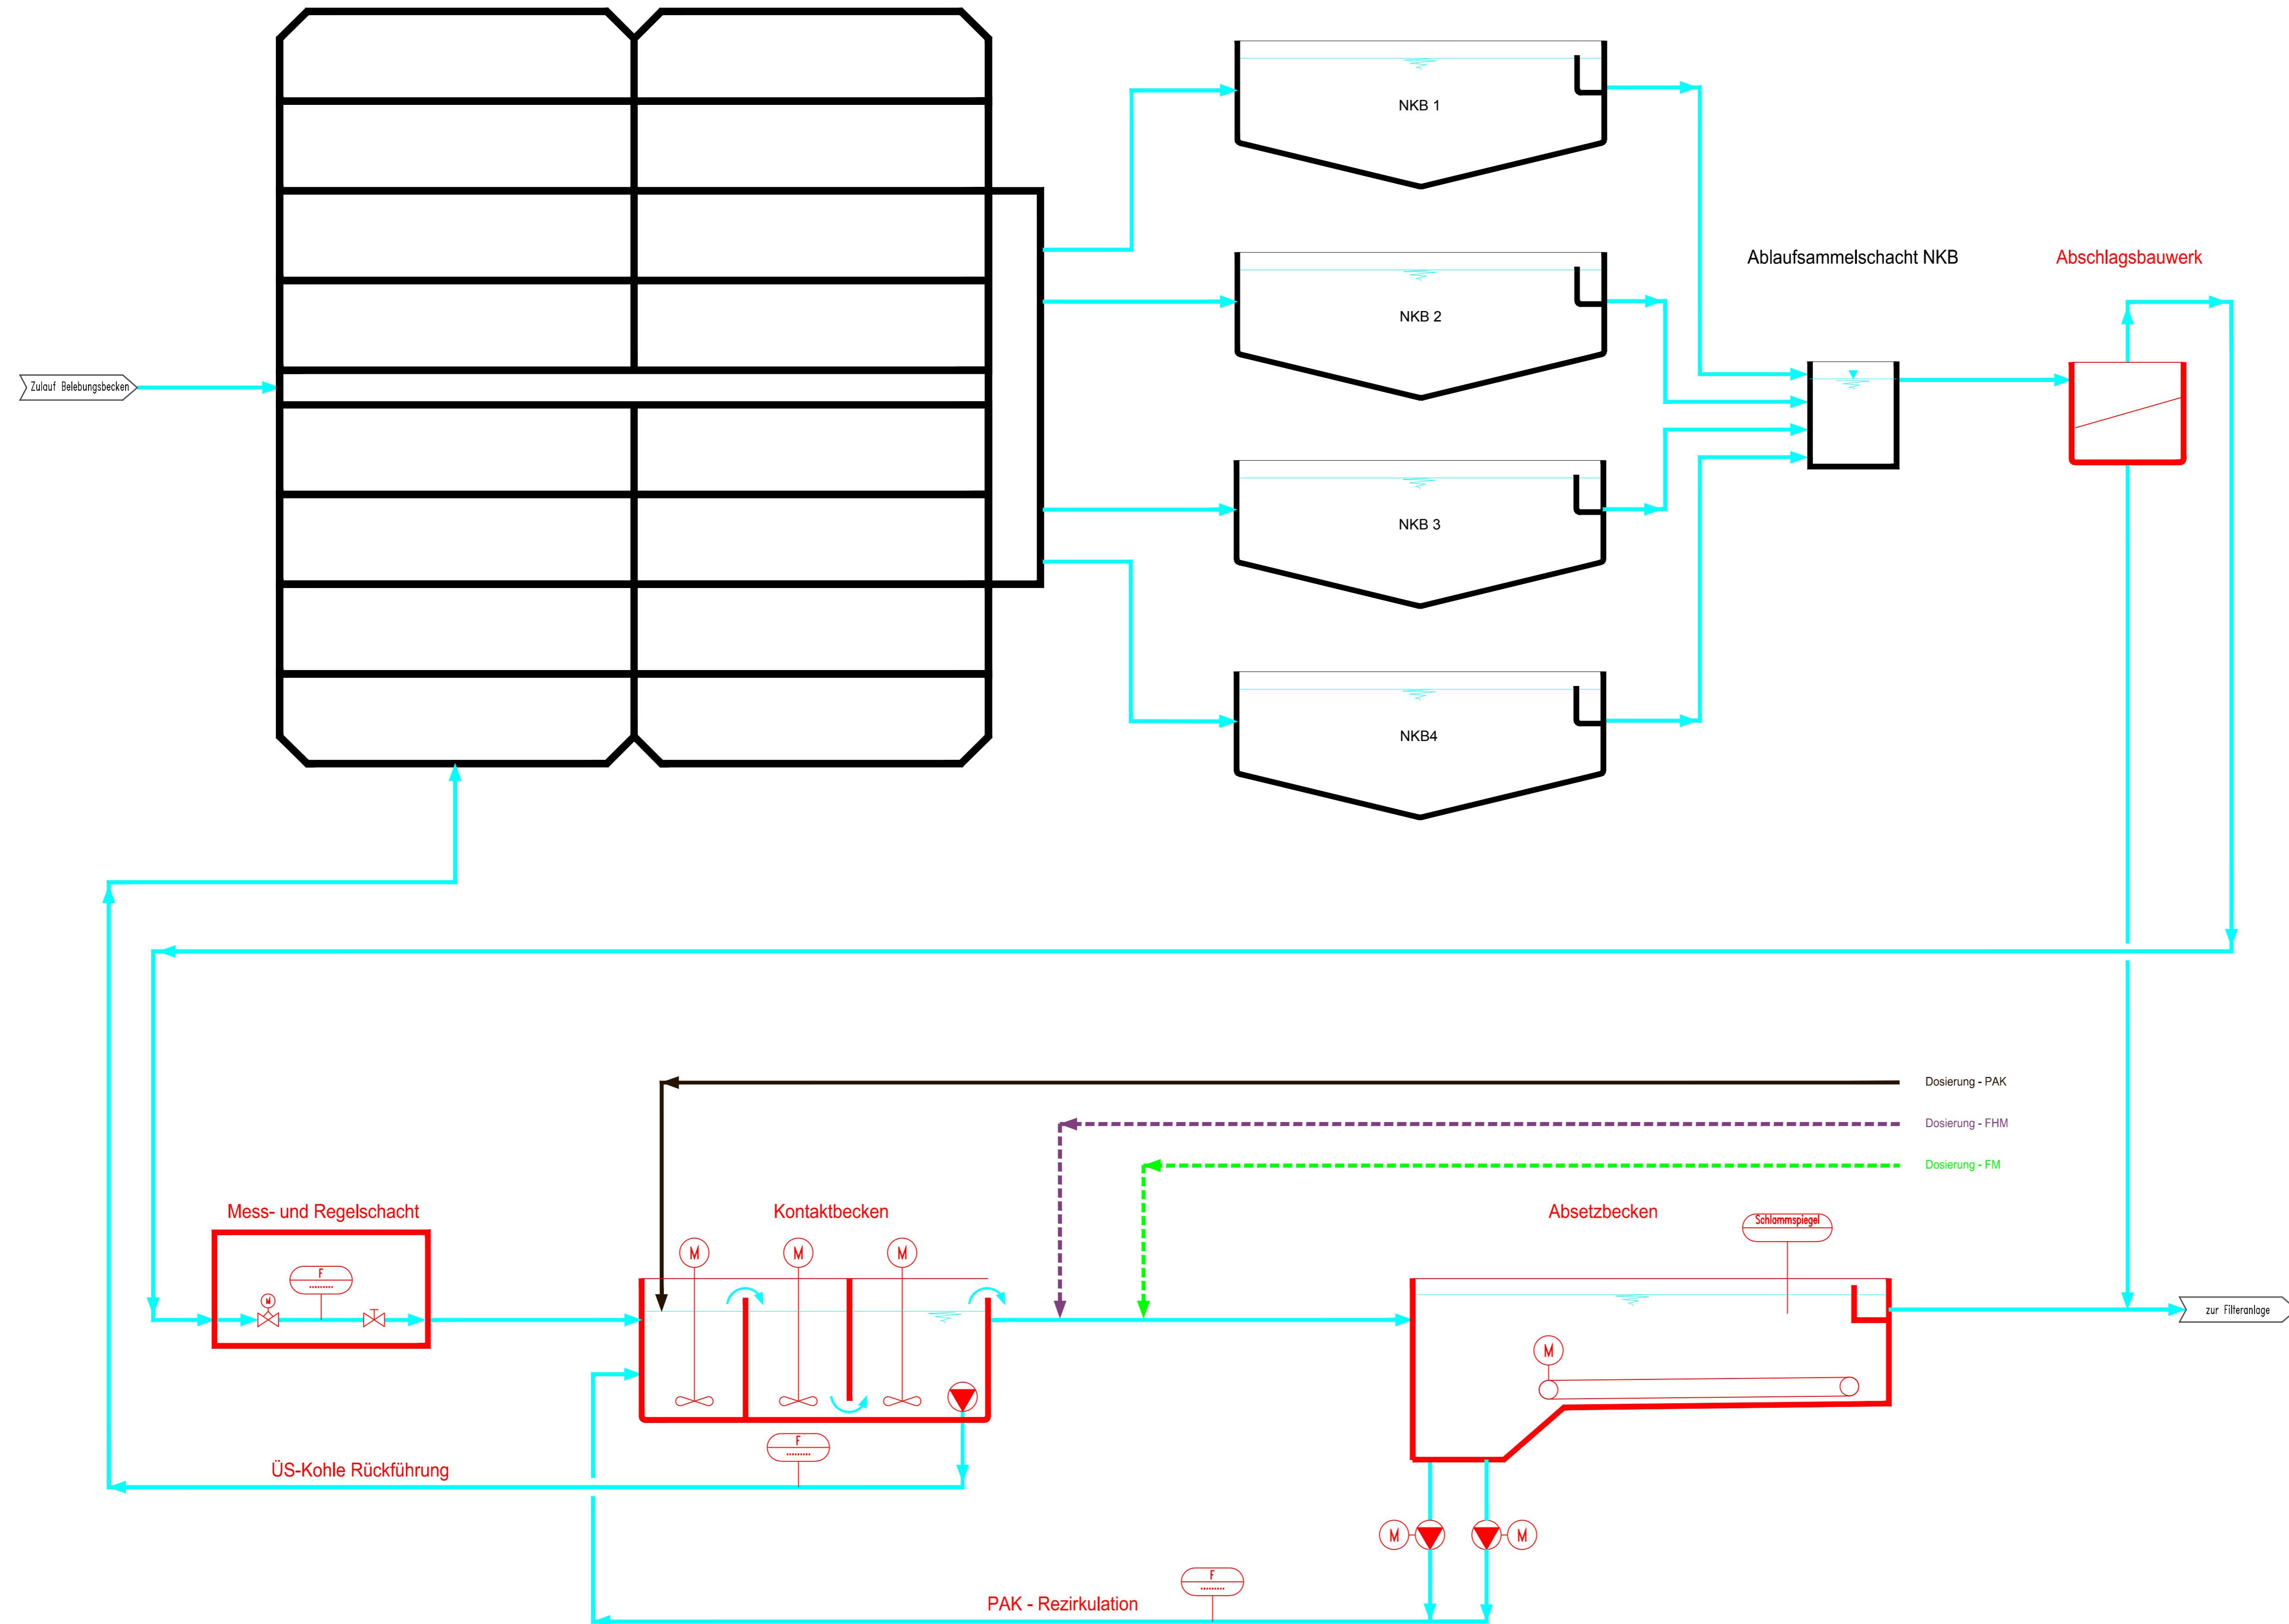 NKB 1
Ablaufsammelschacht NKB
Abschlagsbauwerk
NKB 2
Zulauf Belebungsbecken
NKB 3
NKB4
Dosierung - PAK
Dosierung - FHM
Dosierung - FM
Mess- und Regelschacht
Kontaktbecken
Absetzbecken
Schlammspiegel
M
M
M
F
.........
M
zur Filteranlage
M
F
.........
ÜS-Kohle Rückführung
M
M
F
.........
PAK - Rezirkulation